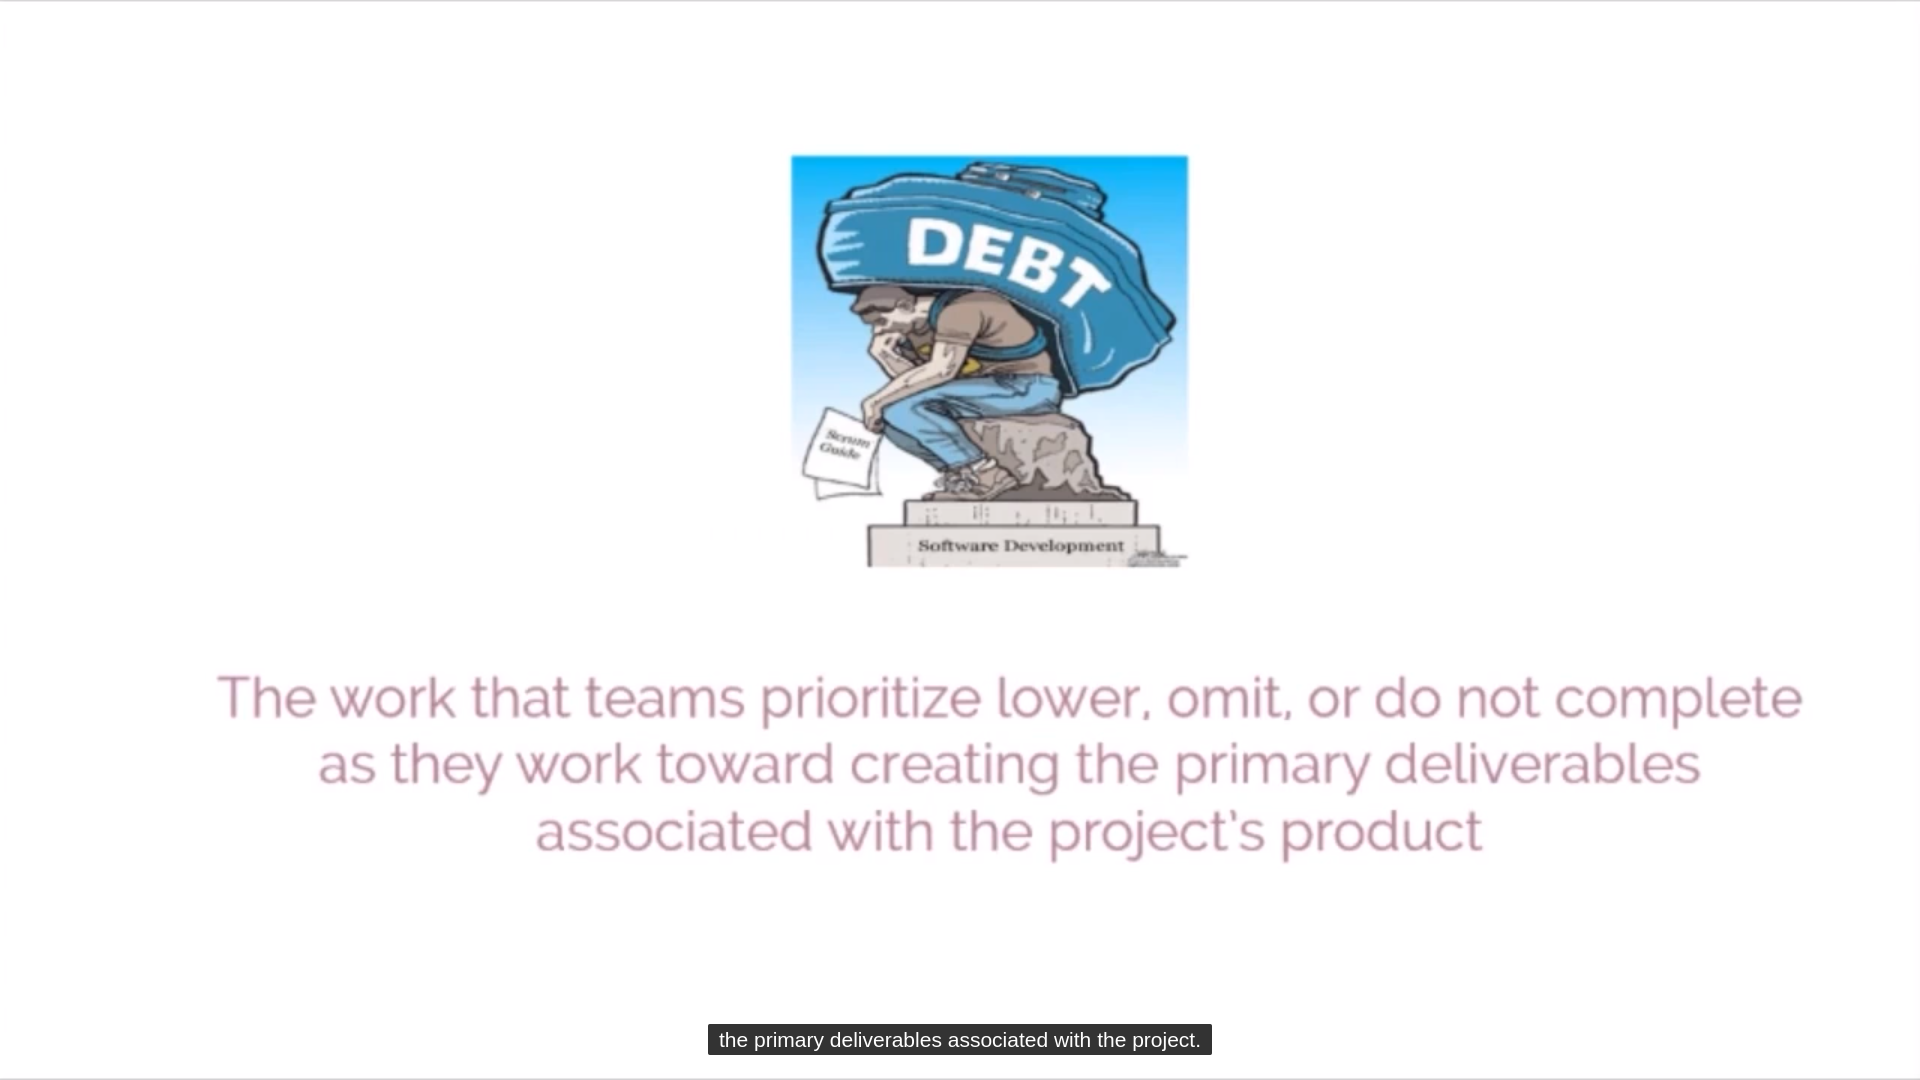 DEBT
Scrum
Guide
Software Development
The work that teams prioritize lower, omit, or do not complete
as they work toward creating the primary deliverables
associated with the project's product
the primary deliverables associated with the project.